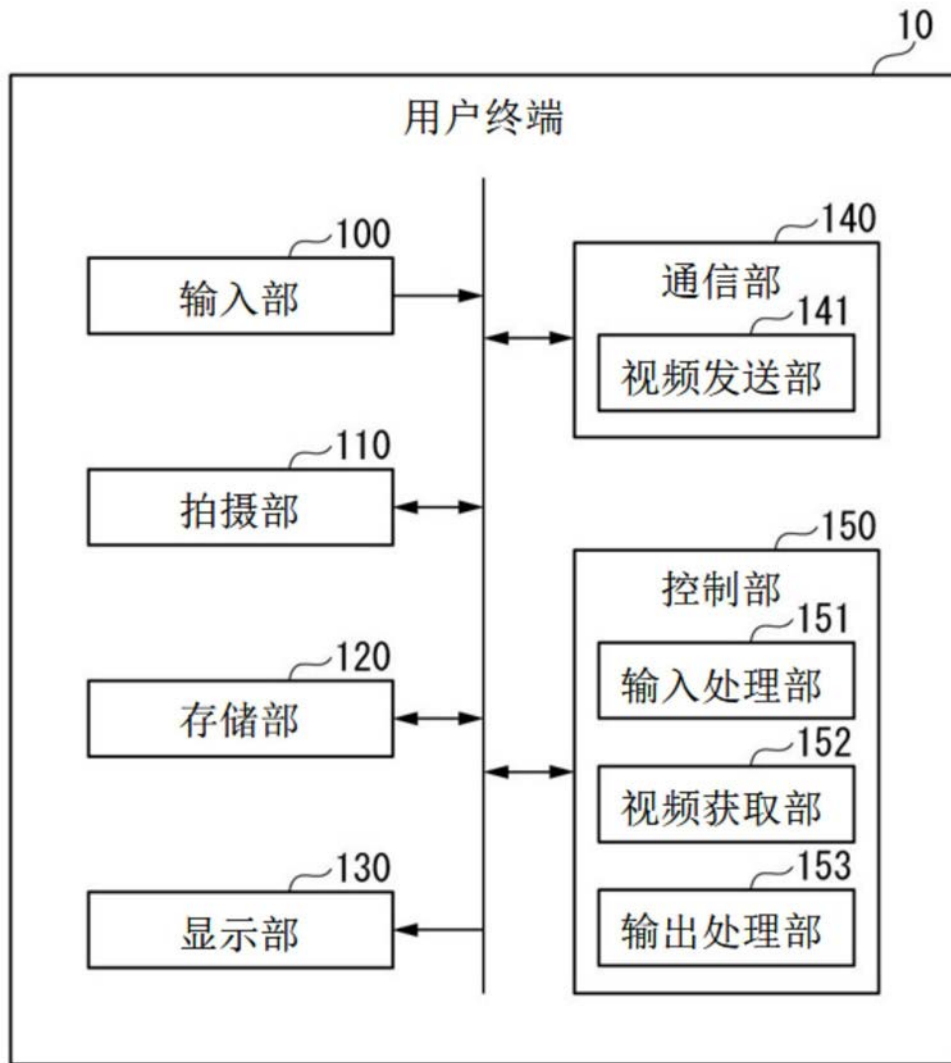 10
用户终端
100
输入部
110
拍摄部
120
存储部
130
显示部
140
通信部
141
视频发送部
150
控制部
151
输入处理部
152
视频获取部
153
输出处理部